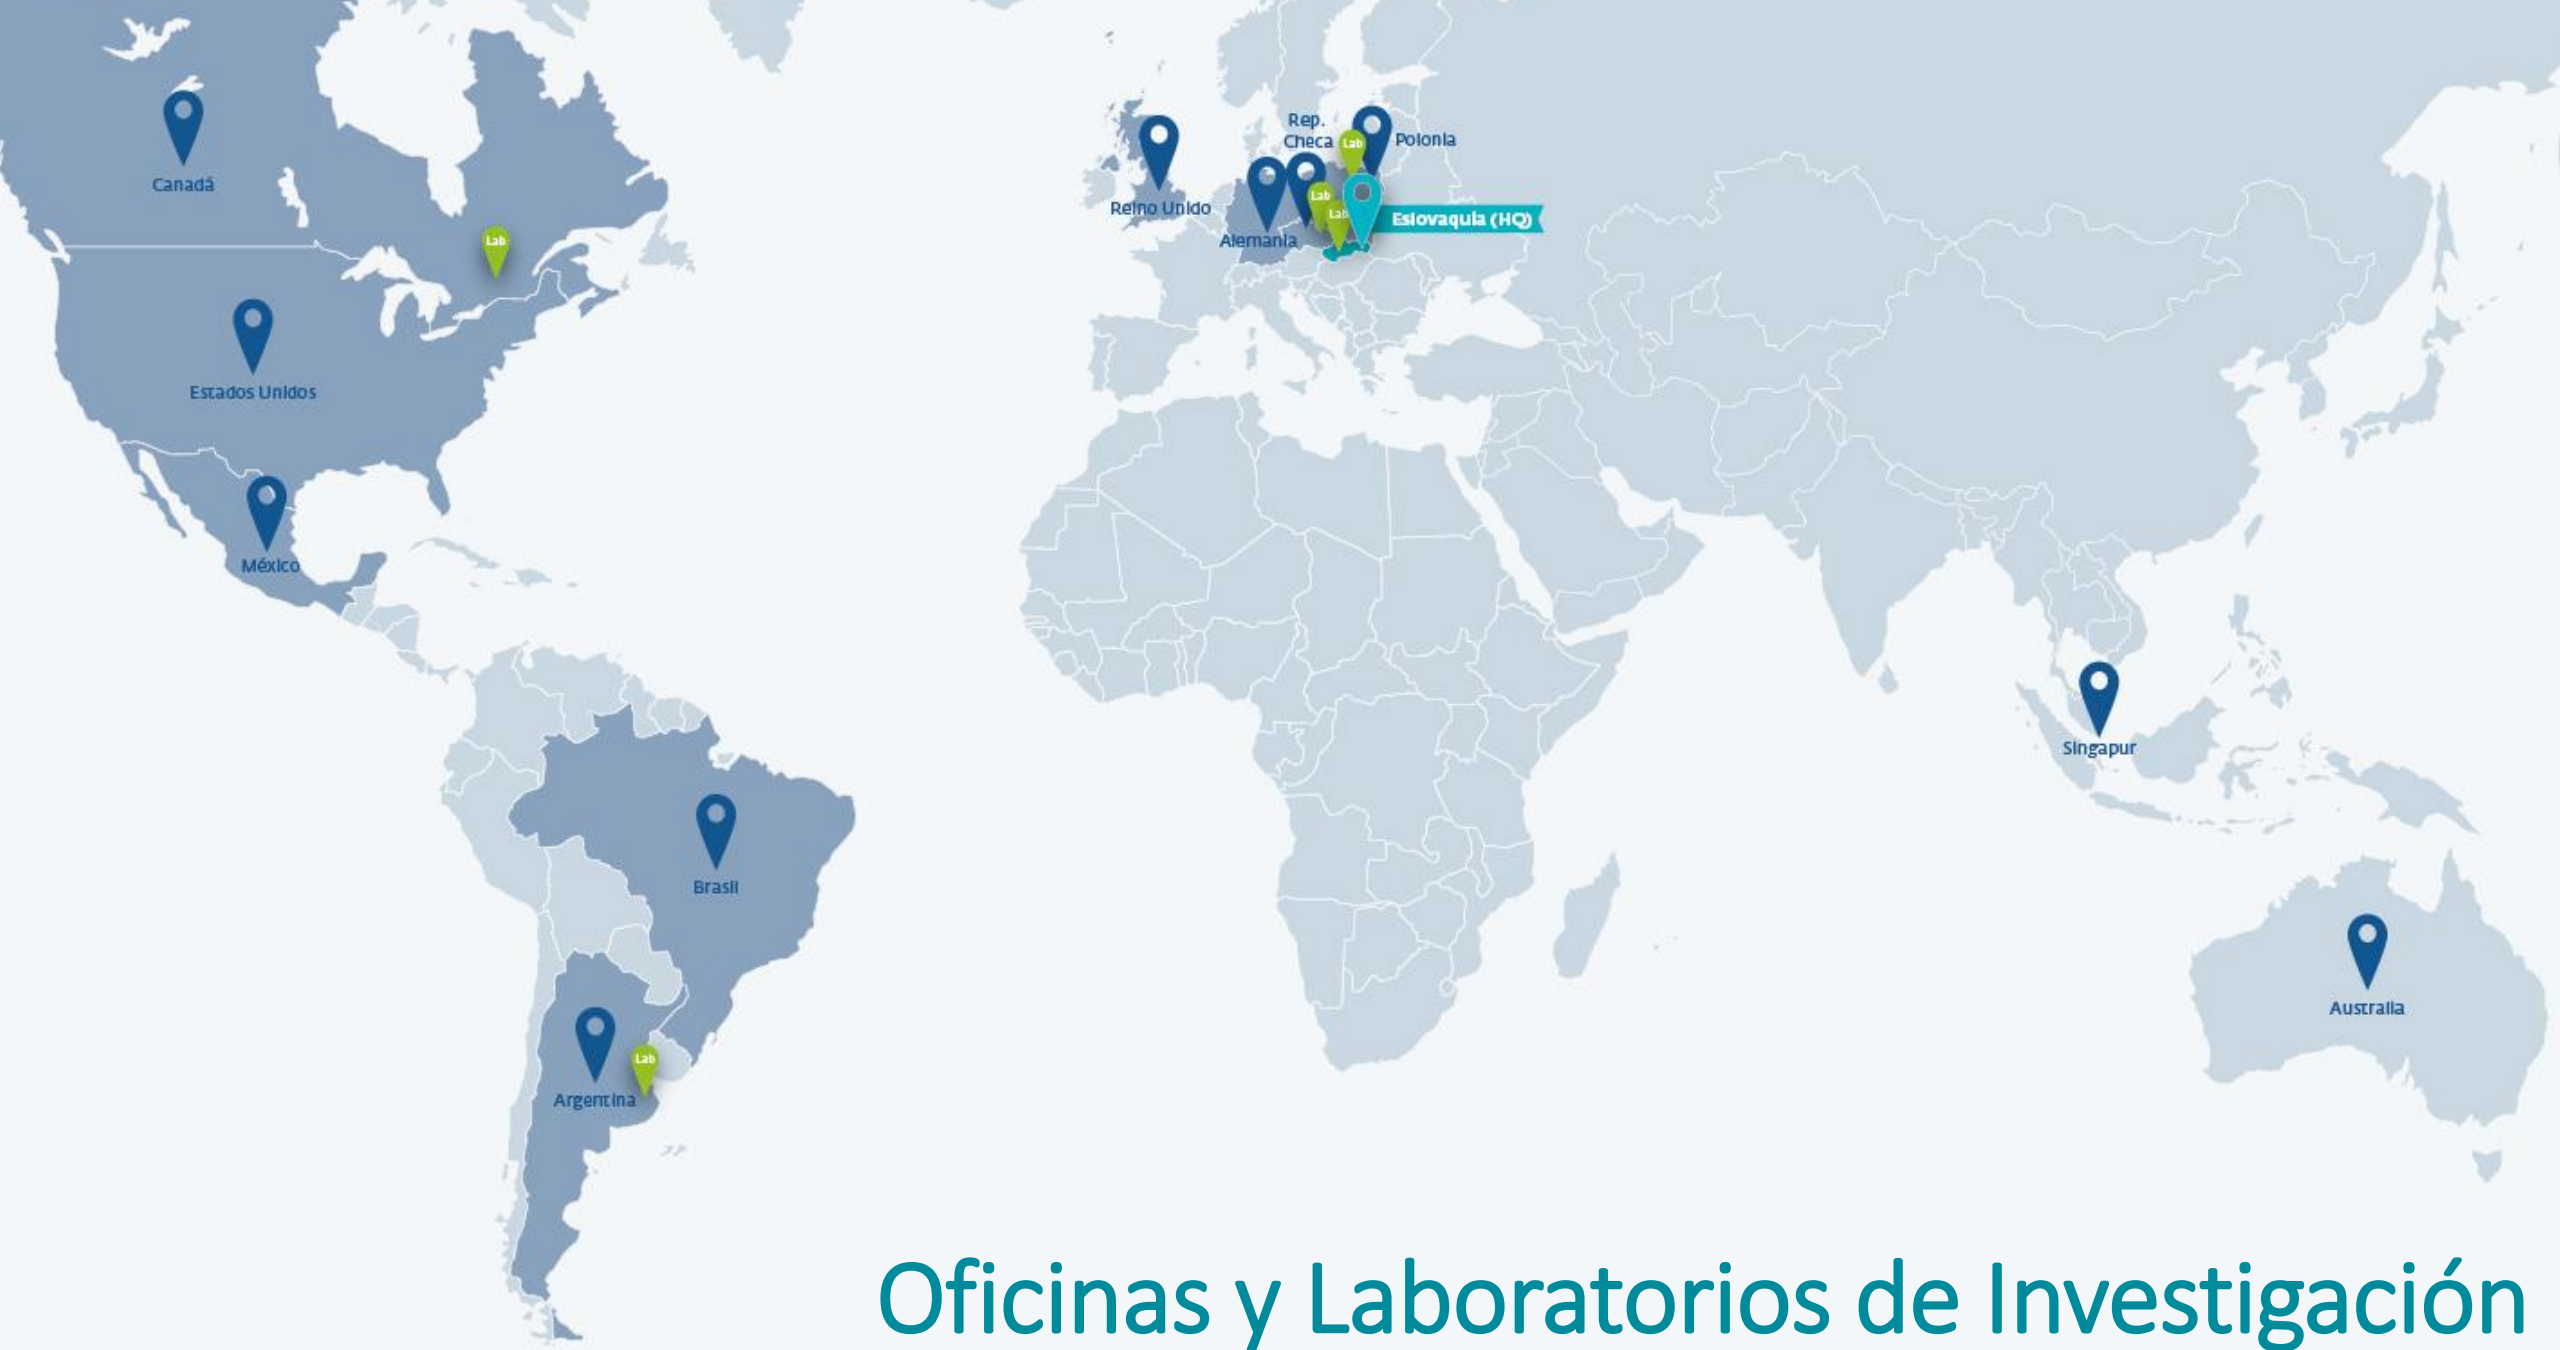 Canadá
Lab
Estados Unidos
México
Brasil
Argentina
Lab
Reino Unido
Rep.
Checa
Lab
Polonia
Lab
Lab
Eslovaquia (HQ)
Alemania
Singapur
Australia
Oficinas y Laboratorios de Investigación